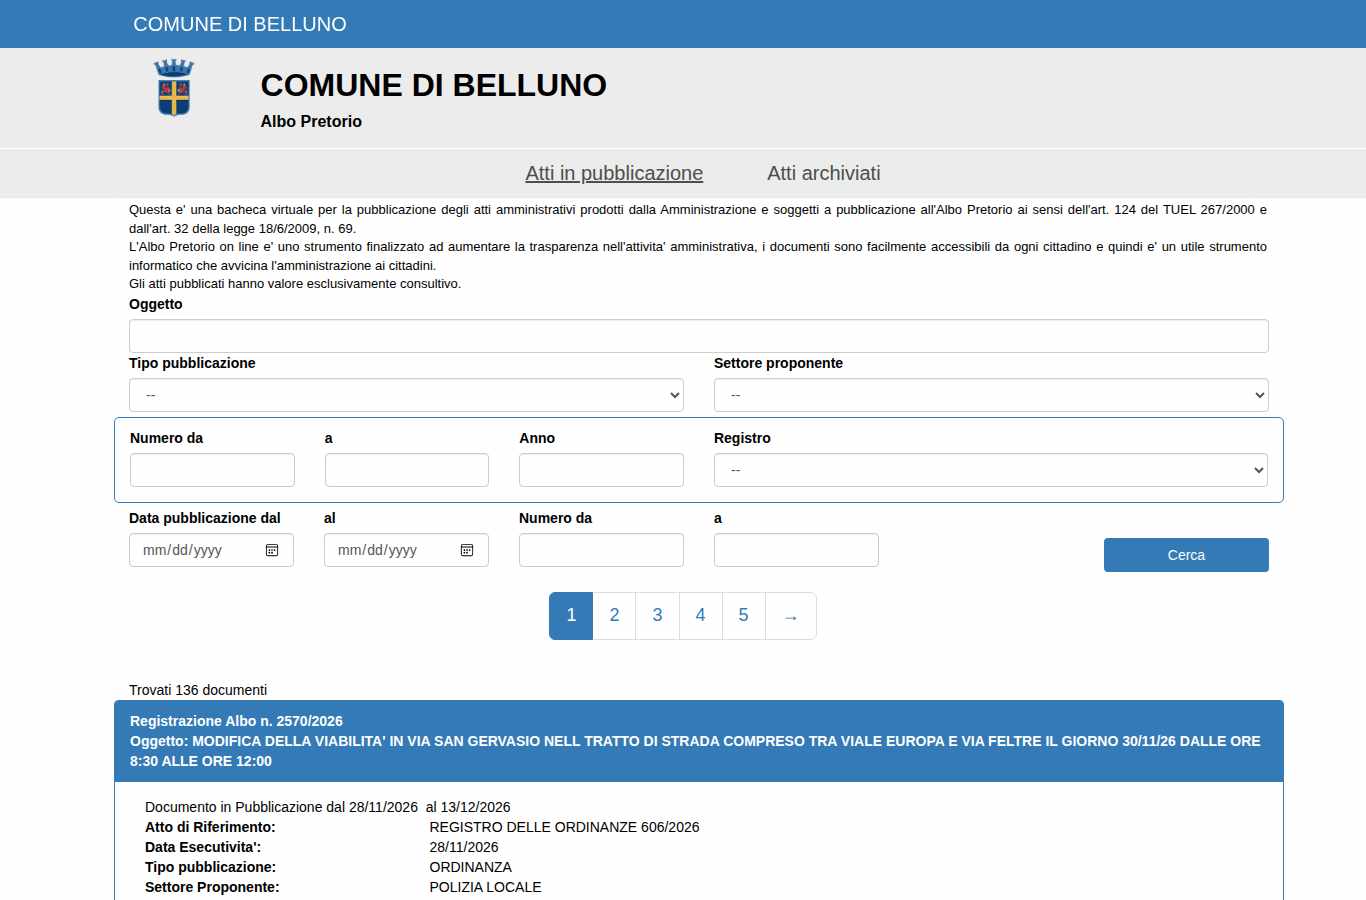 COMUNE DI BELLUNO
COMUNE DI BELLUNO
Albo Pretorio
Atti in pubblicazione
Atti archiviati
Questa e' una bacheca virtuale per la pubblicazione degli atti amministrativi prodotti dalla Amministrazione e soggetti a pubblicazione all'Albo Pretorio ai sensi dell'art. 124 del TUEL 267/2000 e
dall'art. 32 della legge 18/6/2009, n. 69.
L'Albo Pretorio on line e' uno strumento finalizzato ad aumentare la trasparenza nell'attivita' amministrativa, i documenti sono facilmente accessibili da ogni cittadino e quindi e' un utile strumento
informatico che avvicina l'amministrazione ai cittadini.
Gli atti pubblicati hanno valore esclusivamente consultivo.
Oggetto
Tipo pubblicazione
Settore proponente
--
--
Numero da
a
Anno
Registro
--
Data pubblicazione dal
al
Numero da
a
mm/dd/yyyy
mm/dd/yyyy
Cerca
1 2 3 4 5 →
Trovati 136 documenti
Registrazione Albo n. 2570/2026
Oggetto: MODIFICA DELLA VIABILITA' IN VIA SAN GERVASIO NELL TRATTO DI STRADA COMPRESO TRA VIALE EUROPA E VIA FELTRE IL GIORNO 30/11/26 DALLE ORE
8:30 ALLE ORE 12:00
Documento in Pubblicazione dal 28/11/2026 al 13/12/2026
Atto di Riferimento: REGISTRO DELLE ORDINANZE 606/2026
Data Esecutivita': 28/11/2026
Tipo pubblicazione: ORDINANZA
Settore Proponente: POLIZIA LOCALE